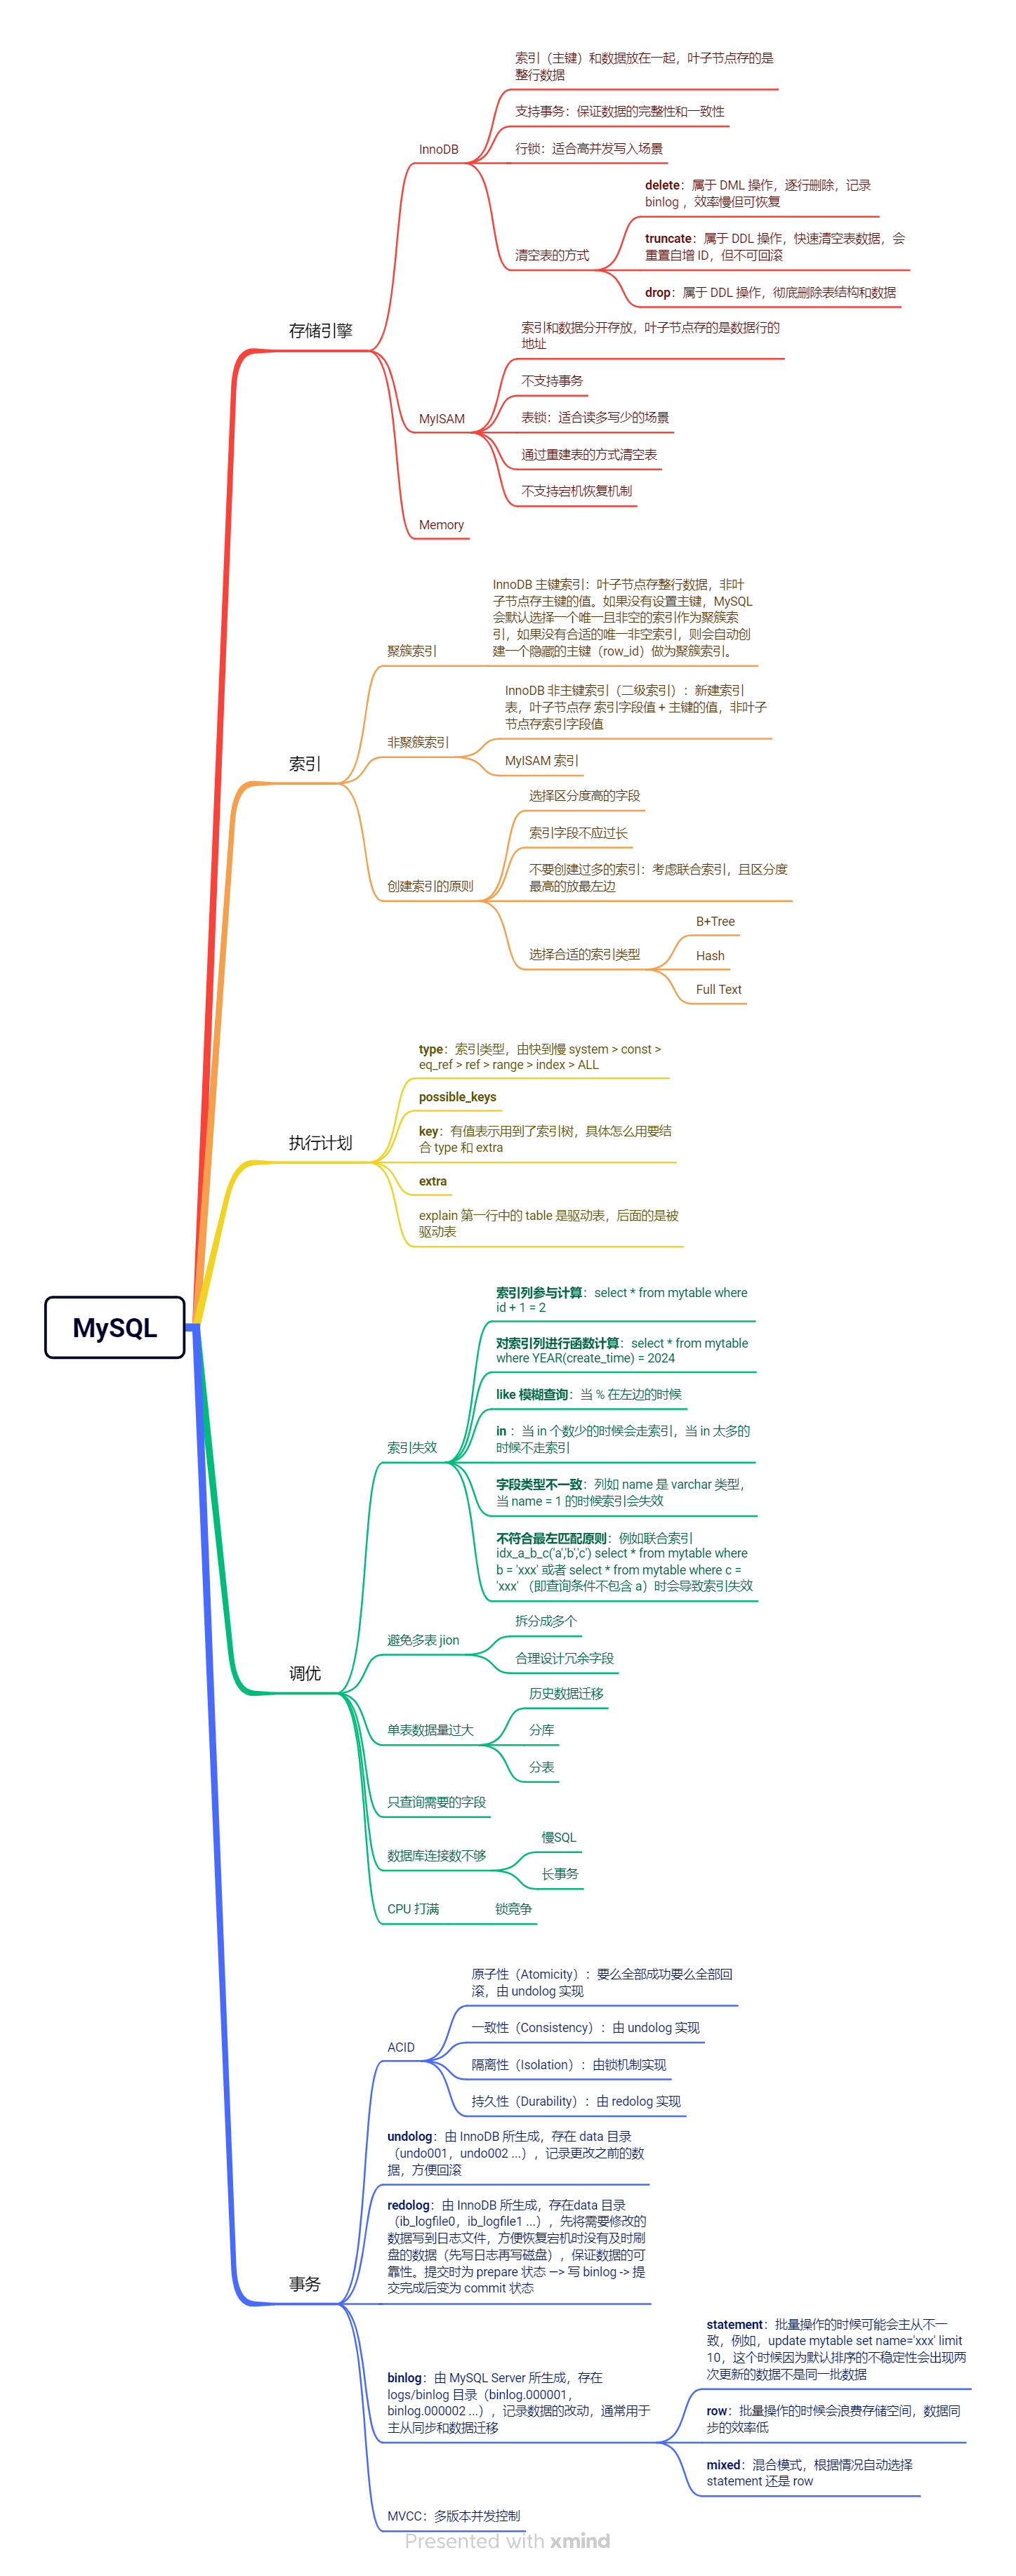 索引（主键）和数据放在一起，叶子节点存的是
整行数据
支持事务：保证数据的完整性和一致性
InnoDB
行锁：适合高并发写入场景
delete：属于 DML 操作，逐行删除，记录
binlog ，效率慢但可恢复
清空表的方式
truncate：属于 DDL 操作，快速清空表数据，会
重置自增 ID，但不可回滚
drop：属于 DDL 操作，彻底删除表结构和数据
存储引擎
索引和数据分开存放，叶子节点存的是数据行的
地址
不支持事务
MyISAM
表锁：适合读多写少的场景
通过重建表的方式清空表
不支持宕机恢复机制
Memory
InnoDB 主键索引：叶子节点存整行数据，非叶
子节点存主键的值。如果没有设置主键，MySQL
会默认选择一个唯一且非空的索引作为聚簇索
引，如果没有合适的唯一非空索引，则会自动创
建一个隐藏的主键（row_id）做为聚簇索引。
聚簇索引
InnoDB 非主键索引（二级索引）：新建索引
表，叶子节点存 索引字段值 + 主键的值，非叶子
节点存索引字段值
非聚簇索引
MyISAM 索引
索引
选择区分度高的字段
索引字段不应过长
不要创建过多的索引：考虑联合索引，且区分度
最高的放最左边
创建索引的原则
选择合适的索引类型
B+Tree
Hash
Full Text
type：索引类型，由快到慢 system > const >
eq_ref > ref > range > index > ALL
possible_keys
执行计划
key：有值表示用到了索引树，具体怎么用要结
合 type 和 extra
extra
explain 第一行中的 table 是驱动表，后面的是被
驱动表
MySQL
索引列参与计算：select * from mytable where
id + 1 = 2
对索引列进行函数计算：select * from mytable
where YEAR(create_time) = 2024
like 模糊查询：当 % 在左边的时候
in ：当 in 个数少的时候会走索引，当 in 太多的
时候不走索引
索引失效
字段类型不一致：列如 name 是 varchar 类型，
当 name = 1 的时候索引会失效
不符合最左匹配原则：例如联合索引
idx_a_b_c('a','b','c') select * from mytable where
b = 'xxx' 或者 select * from mytable where c =
'xxx' （即查询条件不包含 a）时会导致索引失效
避免多表 jion
拆分成多个
合理设计冗余字段
调优
历史数据迁移
单表数据量过大
分库
分表
只查询需要的字段
数据库连接数不够
慢SQL
长事务
CPU 打满
锁竞争
原子性（Atomicity）：要么全部成功要么全部回
滚，由 undolog 实现
一致性（Consistency）：由 undolog 实现
ACID
隔离性（Isolation）：由锁机制实现
持久性（Durability）：由 redolog 实现
undolog：由 InnoDB 所生成，存在 data 目录
（undo001，undo002 ...），记录更改之前的数
据，方便回滚
redolog：由 InnoDB 所生成，存在data 目录
（ib_logfile0，ib_logfile1 ...），先将需要修改的
数据写到日志文件，方便恢复宕机时没有及时刷
盘的数据（先写日志再写磁盘），保证数据的可
靠性。提交时为 prepare 状态 —> 写 binlog -> 提
交完成后变为 commit 状态
事务
statement：批量操作的时候可能会主从不一
致，例如，update mytable set name='xxx' limit
10，这个时候因为默认排序的不稳定性会出现两
次更新的数据不是同一批数据
binlog：由 MySQL Server 所生成，存在
logs/binlog 目录（binlog.000001，
binlog.000002 ...），记录数据的改动，通常用于
主从同步和数据迁移
row：批量操作的时候会浪费存储空间，数据同
步的效率低
mixed：混合模式，根据情况自动选择
statement 还是 row
MVCC：多版本并发控制
Presented with xmind